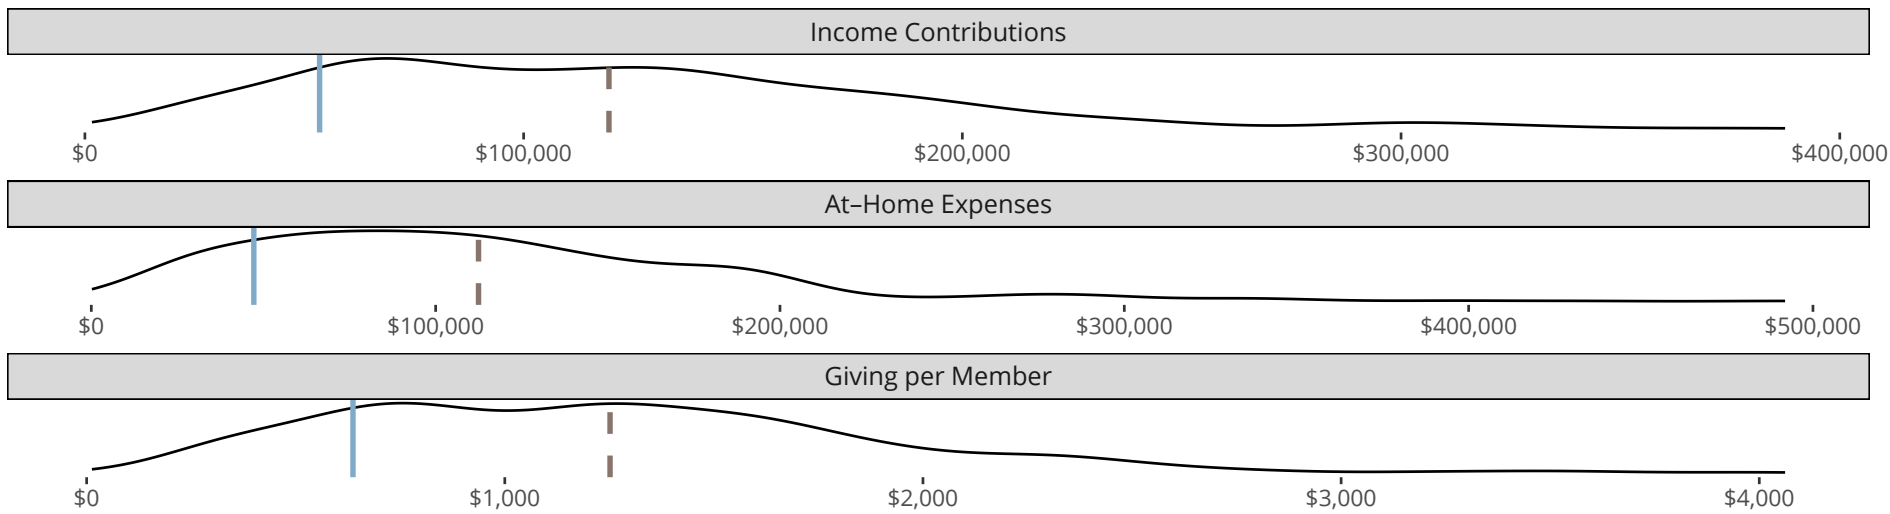 Income Contributions
$0 $100,000 $200,000 $300,000 $400,000
At–Home Expenses
$0 $100,000 $200,000 $300,000 $400,000 $500,000
Giving per Member
$0 $1,000 $2,000 $3,000 $4,000